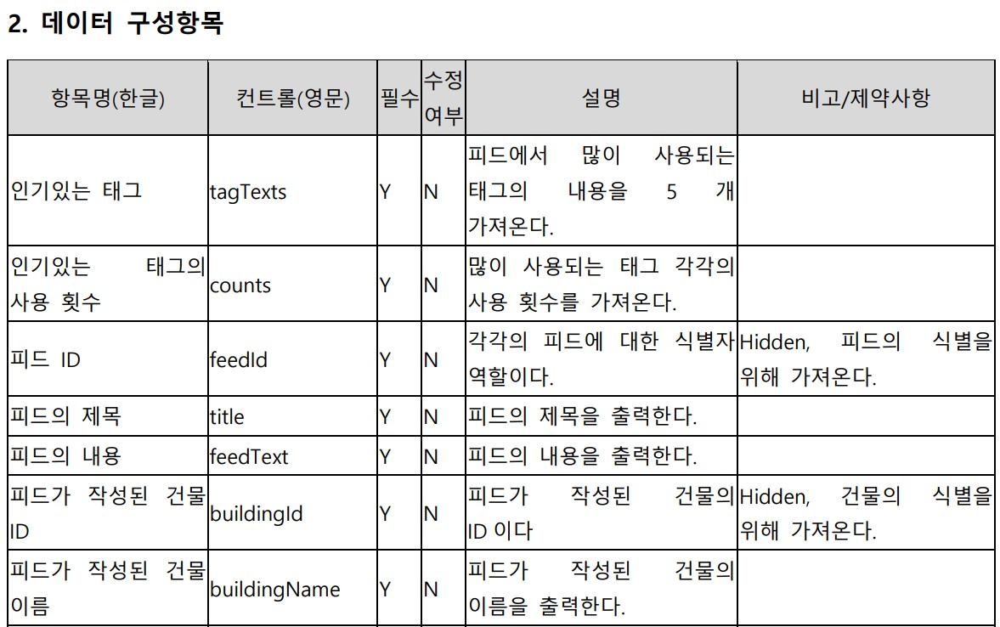 2. 데이터 구성항목
항목명(한글) 컨트롤(영문) 필수 수정 여부 설명 비고/제약사항
인기있는 태그 tagTexts Y N 피드에서 많이 사용되는
태그의 내용을 5 개
가져온다.
인기있는 태그의
사용 횟수 counts Y N 많이 사용되는 태그 각각의
사용 횟수를 가져온다.
피드 ID feedId Y N 각각의 피드에 대한 식별자
역할이다.
Hidden, 피드의 식별을
위해 가져온다.
피드의 제목 title Y N 피드의 제목을 출력한다.
피드의 내용 feedText Y N 피드의 내용을 출력한다.
피드가 작성된 건물
ID buildingId Y N 피드가 작성된 건물의
ID 이다
Hidden, 건물의 식별을
위해 가져온다.
피드가 작성된 건물
이름 buildingName Y N 피드가 작성된 건물의
이름을 출력한다.